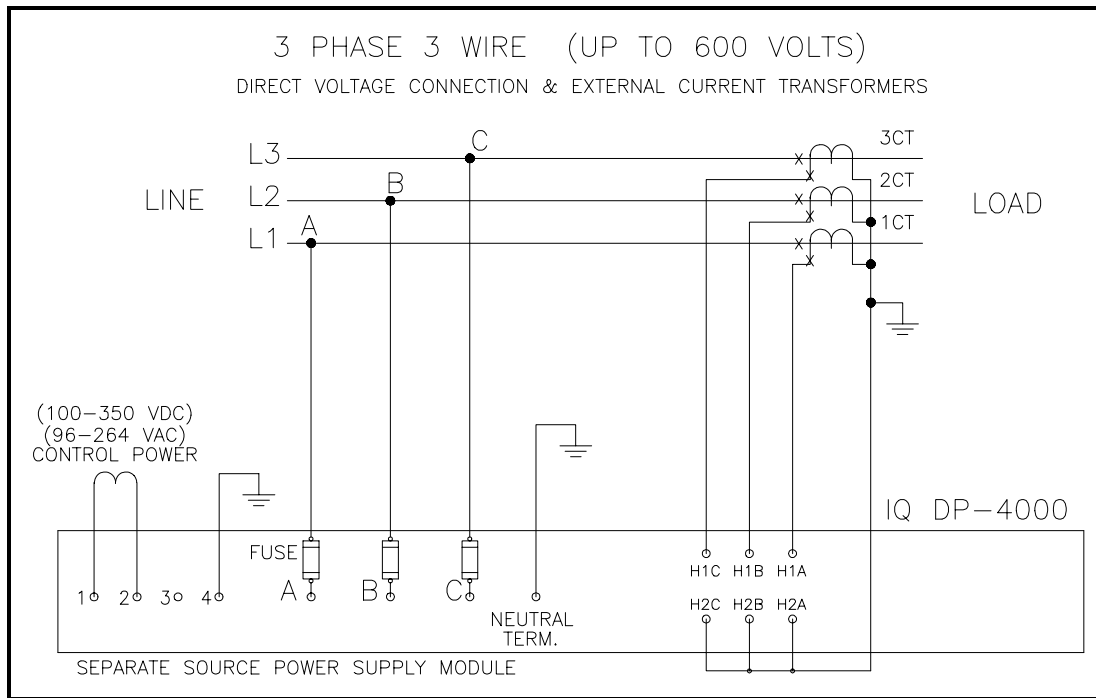 3 PHASE 3 WIRE (UP TO 600 VOLTS)
DIRECT VOLTAGE CONNECTION & EXTERNAL CURRENT TRANSFORMERS
C
3CT
L3
X
B
X
2CT
LINE
L2
X
LOAD
A
X
1CT
L1
X
X
(100-350 VDC)
(96-264 VAC)
CONTROL POWER
IQ DP-4000
FUSE
H1C H1B H1A
1 2 3 4 A B C
H2C H2B H2A
NEUTRAL
TERM.
SEPARATE SOURCE POWER SUPPLY MODULE